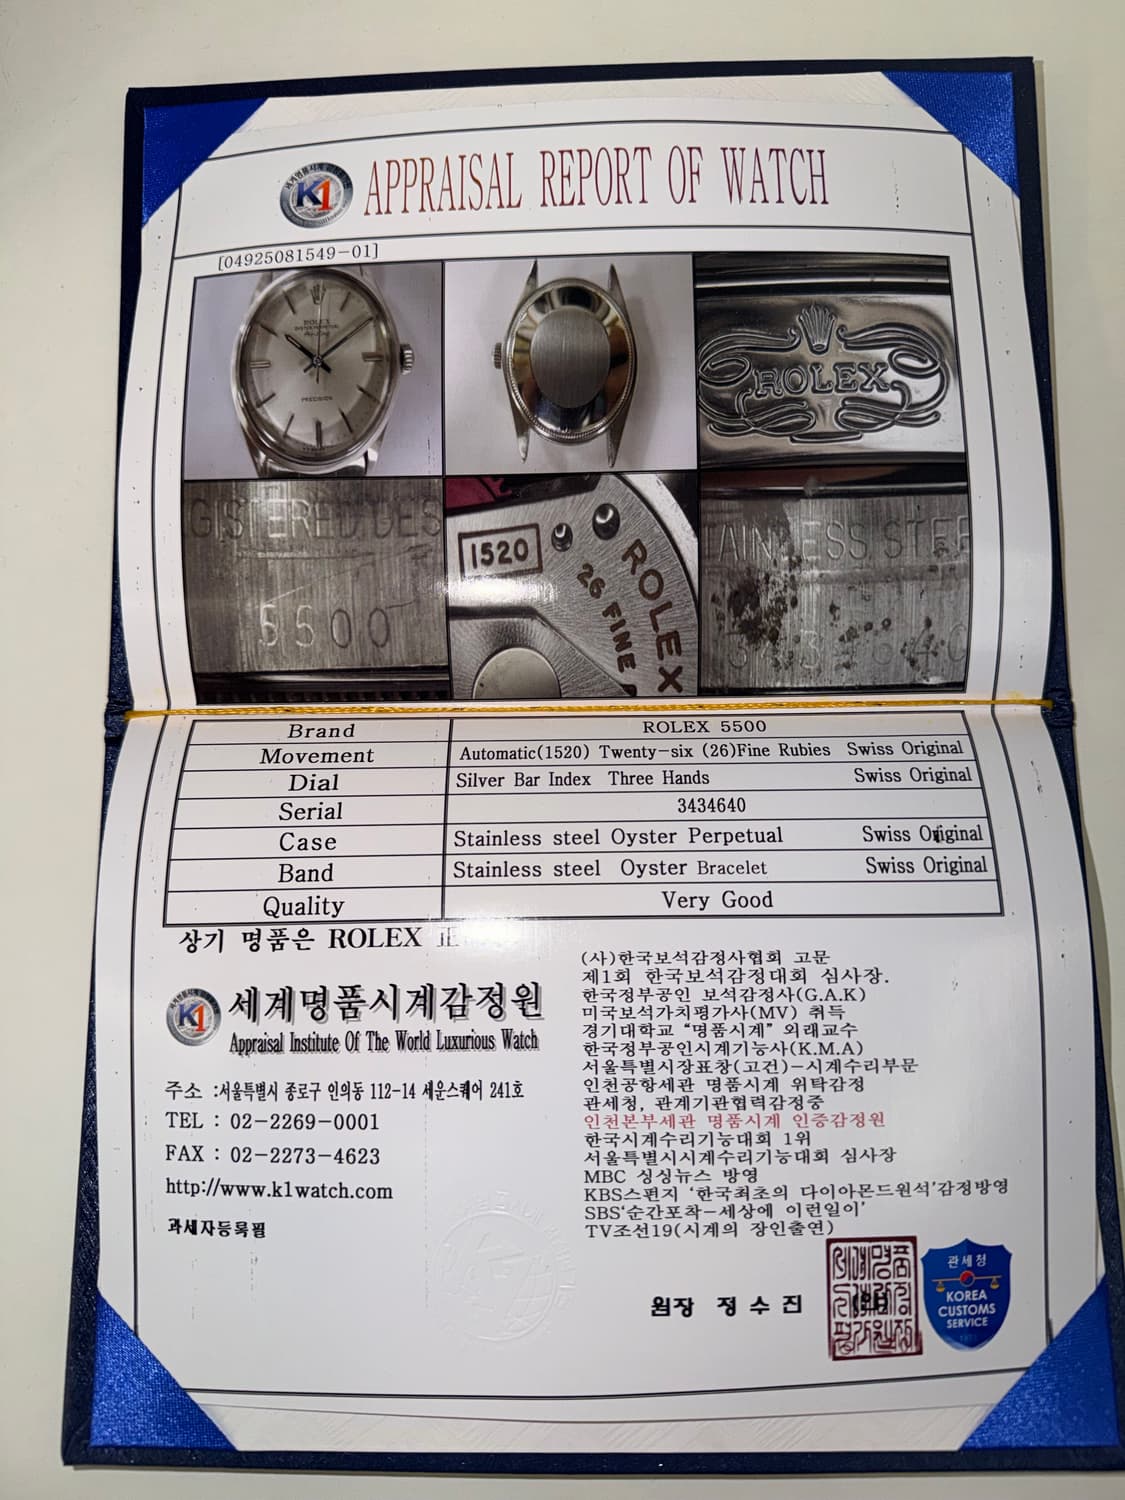 K1 APPRAISAL REPORT OF WATCH
[04925081549-01]
ROLEX
PRECISION
ROLEX
GISTERED DES
5500
1520
26 FINE
ROLEX
TAINLESS STEE
Brand ROLEX 5500
Movement Automatic(1520) Twenty-six (26)Fine Rubies Swiss Original
Dial Silver Bar Index Three Hands Swiss Original
Serial 3434640
Case Stainless steel Oyster Perpetual Swiss Original
Band Stainless steel Oyster Bracelet Swiss Original
Quality Very Good
상기 명품은 ROLEX 正
K1 세계명품시계감정원
Appraisal Institute Of The World Luxurious Watch
주소 :서울특별시 종로구 인의동 112-14 세운스퀘어 241호
TEL : 02-2269-0001
FAX : 02-2273-4623
http://www.k1watch.com
과세자등록필
(사)한국보석감정사협회 고문
제1회 한국보석감정대회 심사장.
한국정부공인 보석감정사(G.A.K)
미국보석가치평가사(MV) 취득
경기대학교 "명품시계" 외래교수
한국정부공인시계기능사(K.M.A)
서울특별시장표창(고건)-시계수리부문
인천공항세관 명품시계 위탁감정
관세청, 관계기관협력감정중
인천본부세관 명품시계 인증감정원
한국시계수리기능대회 1위
서울특별시시계수리기능대회 심사장
MBC 싱싱뉴스 방영
KBS스펀지 '한국최초의 다이아몬드원석'감정방영
SBS'순간포착-세상에 이런일이'
TV조선19(시계의 장인출연)
원장 정 수 진
관세청
KOREA
CUSTOMS
SERVICE